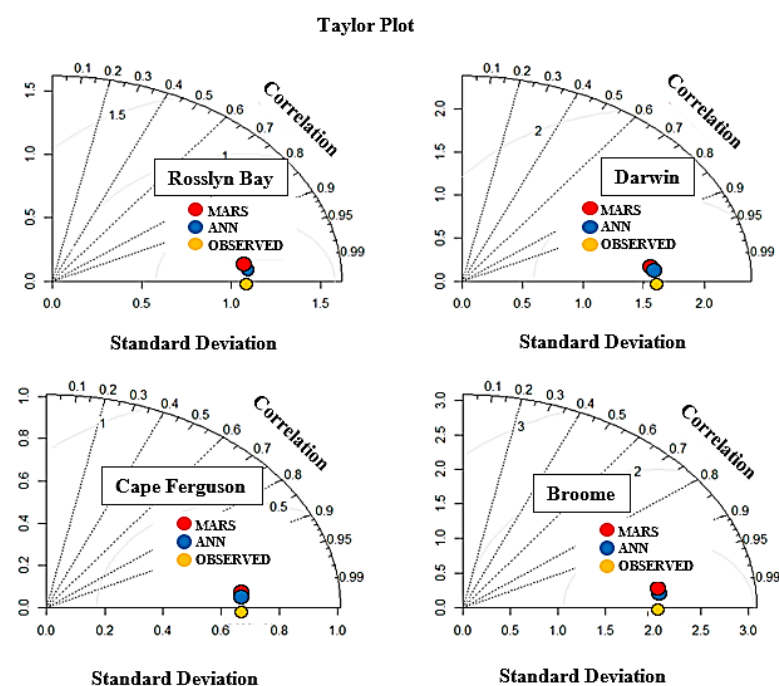 Taylor Plot
0.1 0.2 0.3 0.4 0.5 0.6 0.7 0.8 0.9 0.95 0.99
Correlation
1.5 1.0 0.5 0.0
1.5
1
Rosslyn Bay
MARS
ANN
OBSERVED
0.0 0.5 1.0 1.5
Standard Deviation
0.1 0.2 0.3 0.4 0.5 0.6 0.7 0.8 0.9 0.95 0.99
Correlation
2.0 1.5 1.0 0.5 0.0
2
Darwin
MARS
ANN
OBSERVED
0.0 0.5 1.0 1.5 2.0
Standard Deviation
0.1 0.2 0.3 0.4 0.5 0.6 0.7 0.8 0.9 0.95 0.99
Correlation
1.0 0.8 0.6 0.4 0.2 0.0
1
0.5
Cape Ferguson
MARS
ANN
OBSERVED
0.0 0.2 0.4 0.6 0.8 1.0
Standard Deviation
0.1 0.2 0.3 0.4 0.5 0.6 0.7 0.8 0.9 0.95 0.99
Correlation
3.0 2.5 2.0 1.5 1.0 0.5 0.0
3
2
Broome
MARS
ANN
OBSERVED
0.0 0.5 1.0 1.5 2.0 2.5 3.0
Standard Deviation